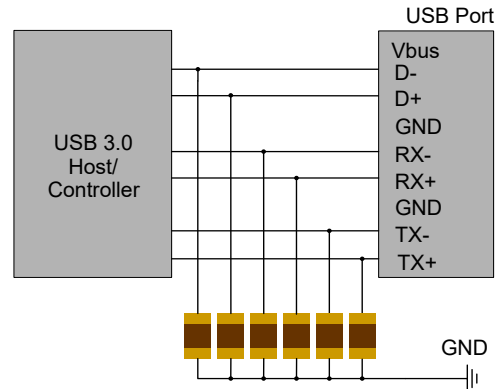 USB Port
USB 3.0
Host/
Controller
Vbus
D-
D+
GND
RX-
RX+
GND
TX-
TX+
GND